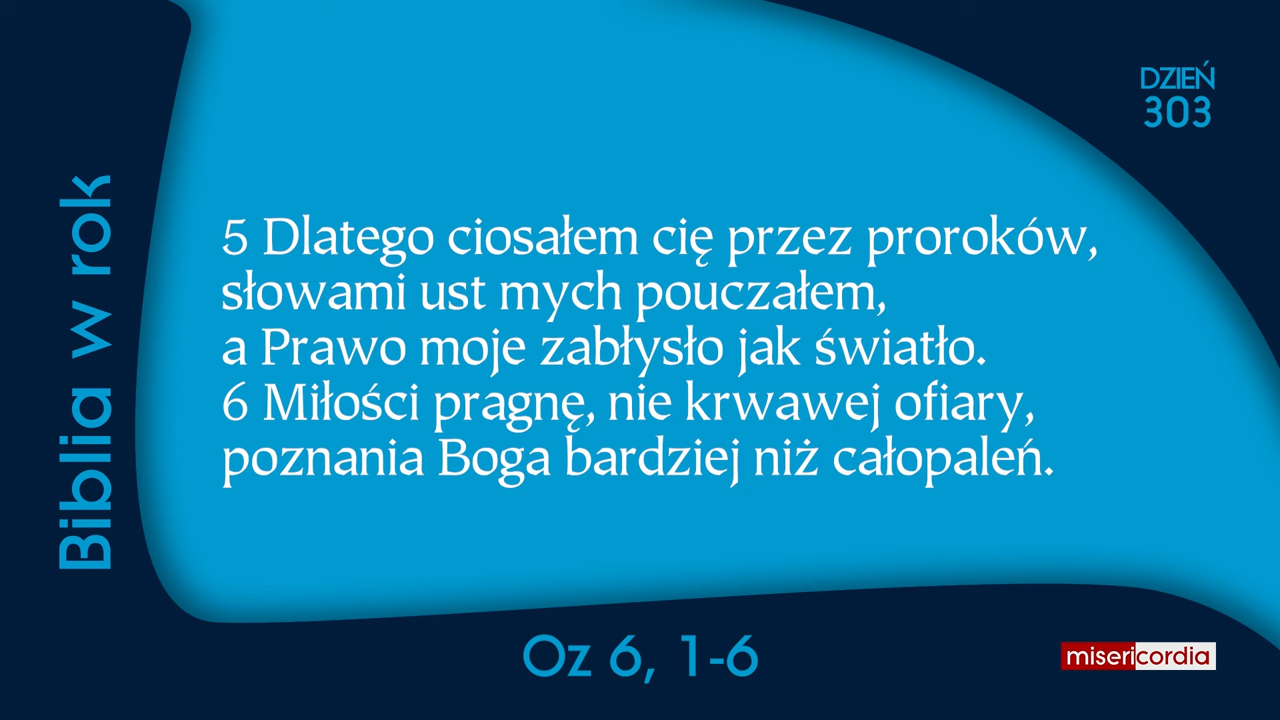 DZIEŃ
303
Biblia w rok
5 Dlatego ciosałem cię przez proroków,
słowami ust mych pouczałem,
a Prawo moje zabłysło jak światło.
6 Miłości pragnę, nie krwawej ofiary,
poznania Boga bardziej niż całopaleń.
Oz 6, 1-6
misericordia